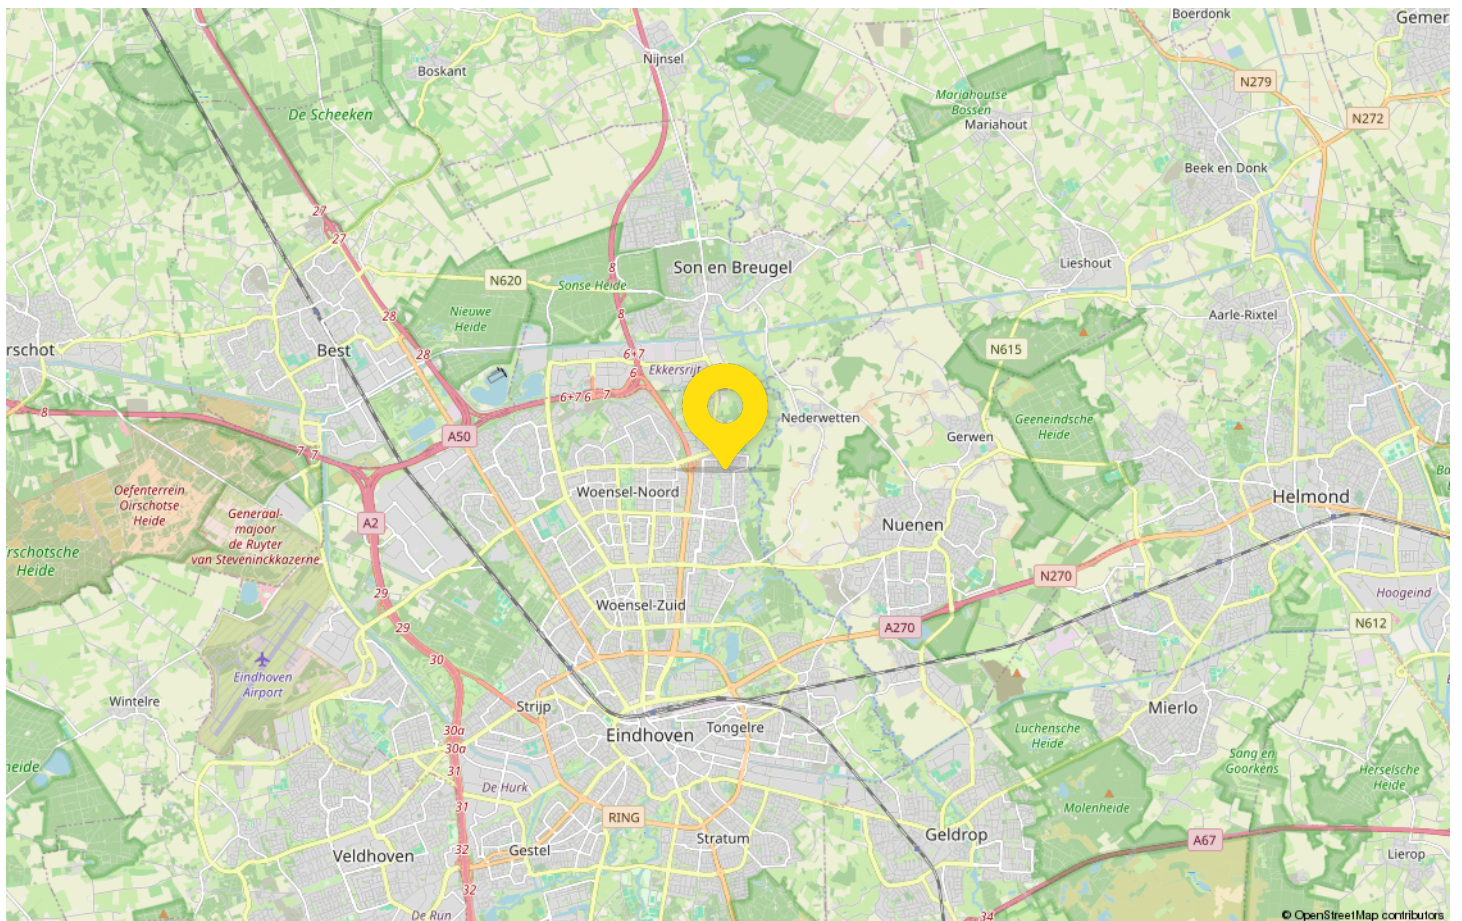 Boerdonk
Gemer
Nijnsel
Boskant
N279
De Scheeken
Mariahoutse
Bossen
Mariahout
N272
Beek en Donk
27
27
8
Son en Breugel
Lieshout
N620
Sonse Heide
Nieuwe
Heide
28
8
Aarle-Rixtel
rschot
Best
28
6+7
6
Ekkersrijt
N615
7
6+7 6
8
Nederwetten
Geeneindsche
Heide
Gerwen
A50
7 7
Oefenterrein
Oirschotse
Heide
Woensel-Noord
Helmond
Generaal-
majoor
de Ruyter
van Steveninckkazerne
A2
Nuenen
rschotsche
Heide
N270
29
Woensel-Zuid
Hoogeind
29
A270
N612
30
Eindhoven
Airport
Wintelre
Strijp
Mierlo
30a
30a
Eindhoven
Tongelre
Luchensche
Heide
heide
31
Sang en
Goorkens
Herselsche
Heide
De Hurk
31
Molenheide
RING
Stratum
Geldrop
A67
Veldhoven
32
Gestel
Lierop
32
De Run
34
© OpenStreetMap contributors